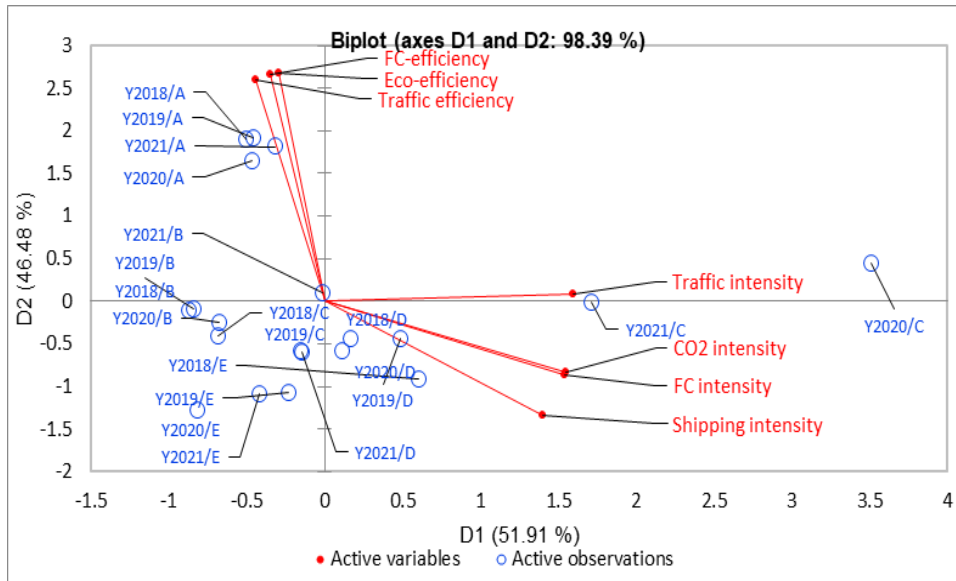 Biplot (axes D1 and D2: 98.39 %)
3
FC-efficiency
2.5
Eco-efficiency
Y2018/A
Traffic efficiency
Y2019/A
2
Y2021/A
1.5
Y2020/A
1
Y2021/B
0.5
Y2019/B
Traffic intensity
Y2018/B
0
Y2020/B
Y2018/C
Y2018/D
Y2021/C
Y2020/C
Y2019/C
-0.5
CO2 intensity
Y2018/E
Y2020/D
FC intensity
-1
Y2019/E
Y2019/D
Shipping intensity
Y2020/E
-1.5
Y2021/E
Y2021/D
-2
D2 (46.48 %)
-1.5
-1
-0.5
0
0.5
1
1.5
2
2.5
3
3.5
4
D1 (51.91 %)
Active variables
Active observations